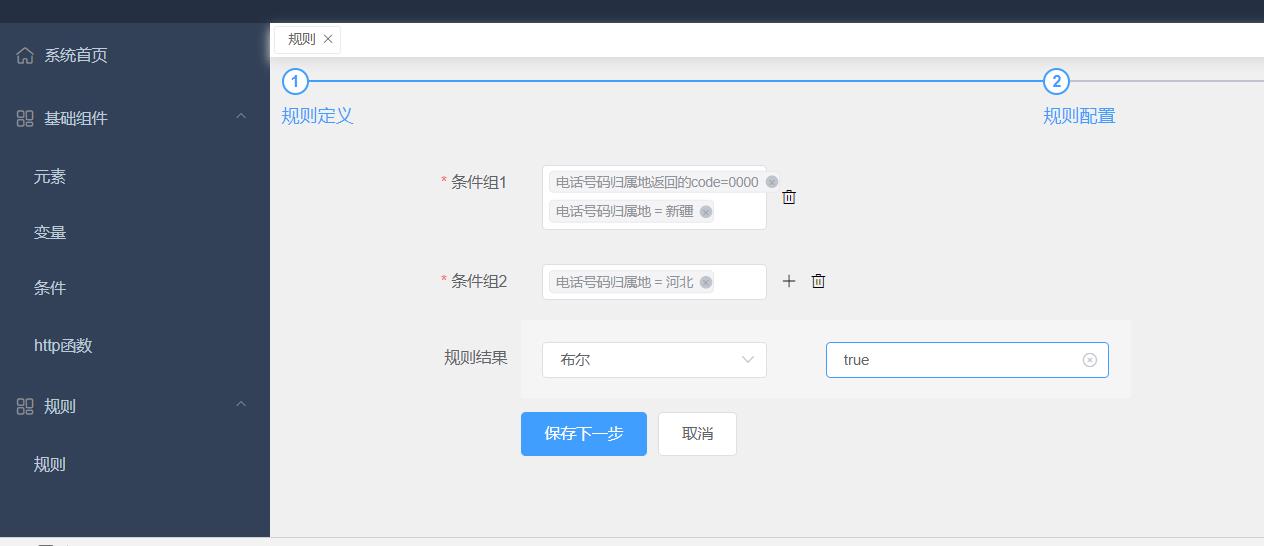 系统首页
基础组件
元素
变量
条件
http函数
规则
规则
规则
1
2
规则定义
规则配置
* 条件组1
电话号码归属地返回的code=0000
电话号码归属地 = 新疆
* 条件组2
电话号码归属地 = 河北
规则结果
布尔
true
保存下一步
取消